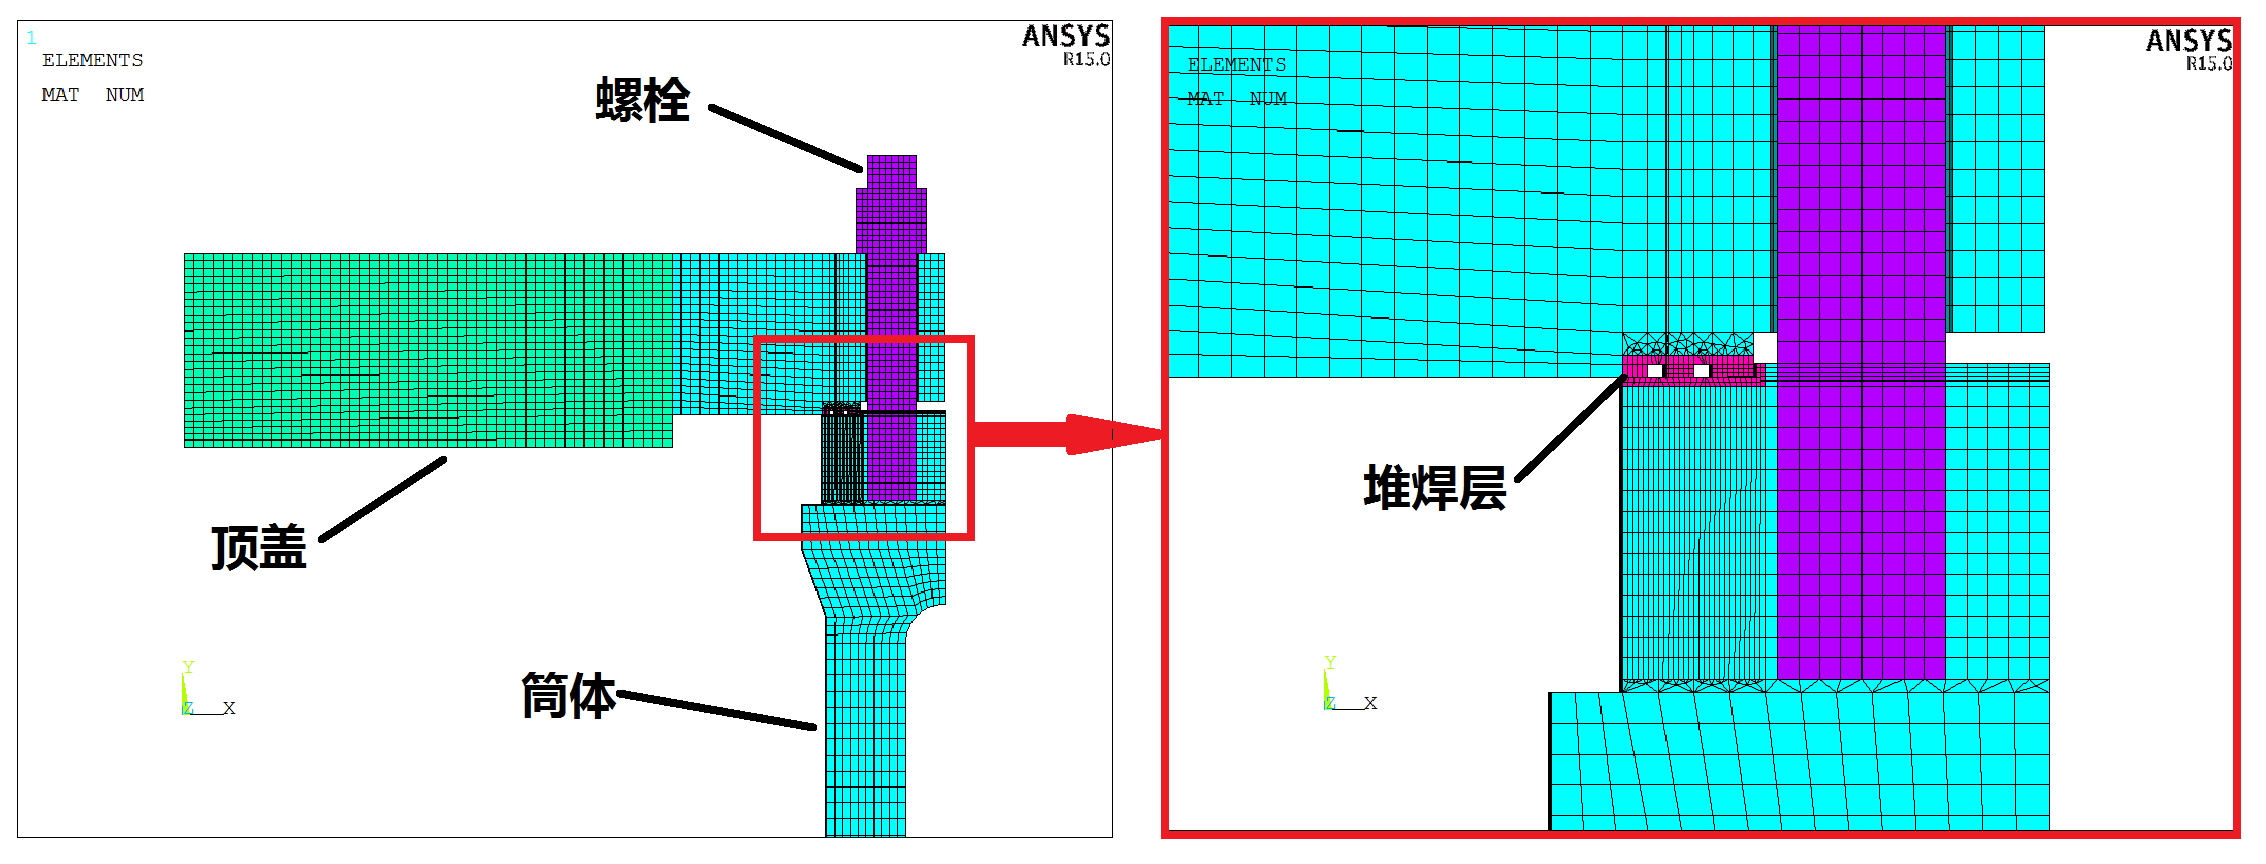 1
ELEMENTS
MAT NUM
ANSYS
R15.0
螺栓
顶盖
筒体
Y
Z
X
ELEMENTS
MAT NUM
ANSYS
R15.0
堆焊层
Y
Z
X